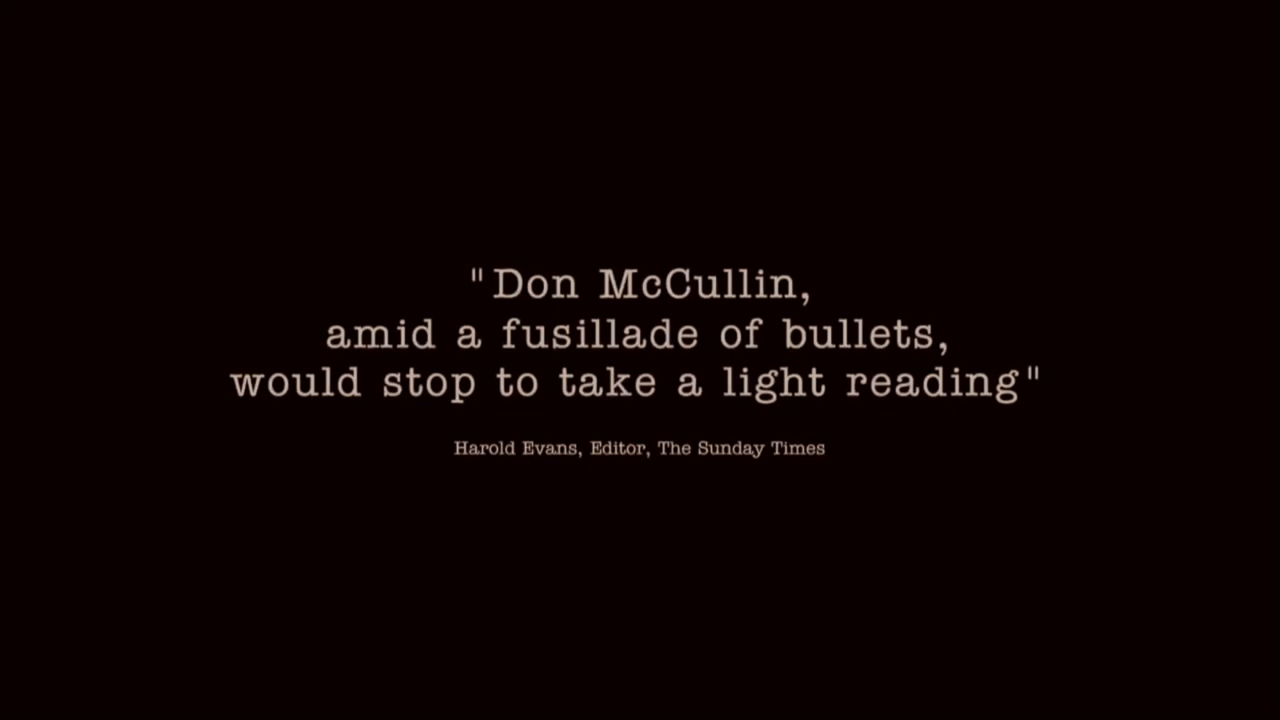 "Don McCullin,
amid a fusillade of bullets,
would stop to take a light reading"
Harold Evans, Editor, The Sunday Times